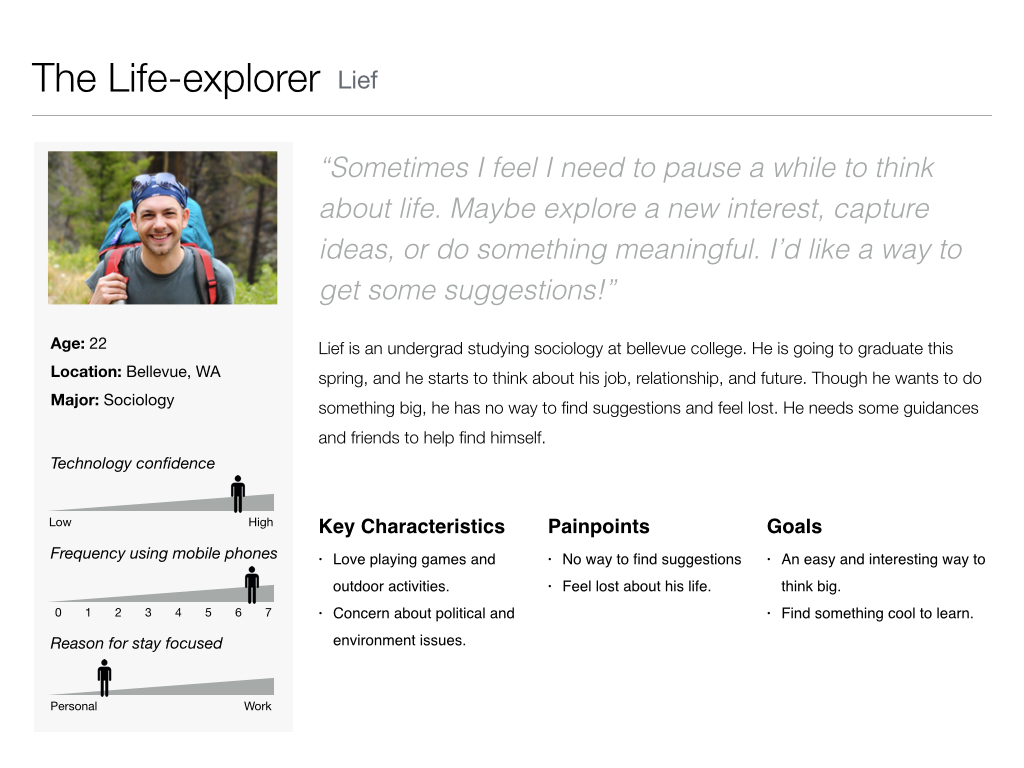 The Life-explorer Lief
“Sometimes I feel I need to pause a while to think
about life. Maybe explore a new interest, capture
ideas, or do something meaningful. I’d like a way to
get some suggestions!”
Age: 22
Location: Bellevue, WA
Major: Sociology
Technology confidence
Low High
Frequency using mobile phones
0 1 2 3 4 5 6 7
Reason for stay focused
Personal Work
Lief is an undergrad studying sociology at bellevue college. He is going to graduate this
spring, and he starts to think about his job, relationship, and future. Though he wants to do
something big, he has no way to find suggestions and feel lost. He needs some guidances
and friends to help find himself.
Key Characteristics
· Love playing games and
outdoor activities.
· Concern about political and
environment issues.
Painpoints
· No way to find suggestions
· Feel lost about his life.
Goals
· An easy and interesting way to
think big.
· Find something cool to learn.